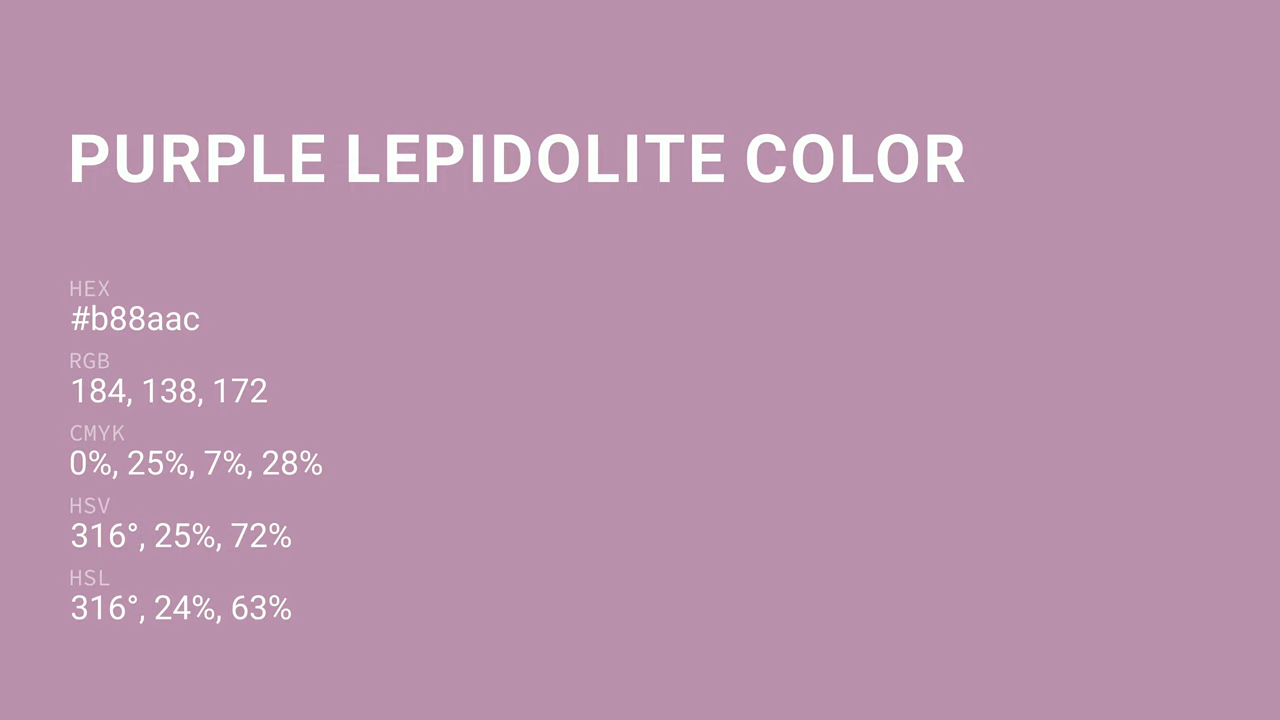 PURPLE LEPIDOLITE COLOR
HEX
#b88aac
RGB
184, 138, 172
CMYK
0%, 25%, 7%, 28%
HSV
316°, 25%, 72%
HSL
316°, 24%, 63%